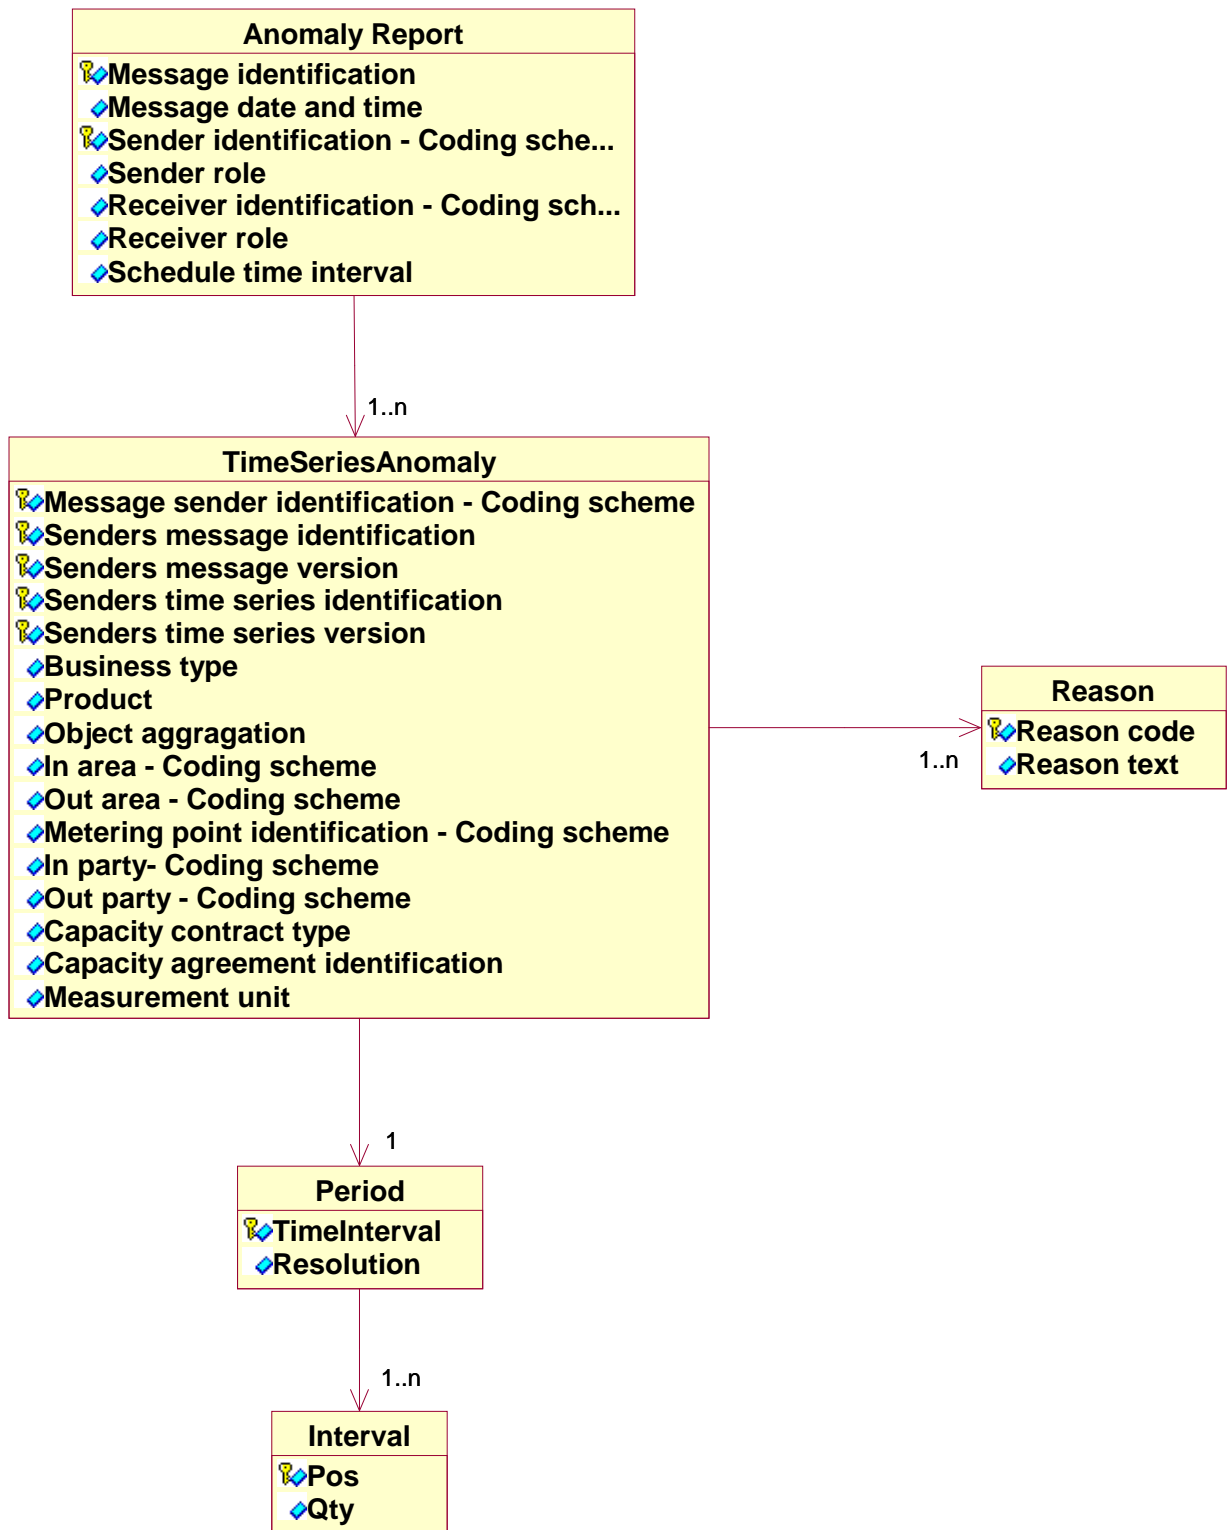 Anomaly Report
Message identification
Message date and time
Sender identification - Coding sche...
Sender role
Receiver identification - Coding sch...
Receiver role
Schedule time interval
1..n
TimeSeriesAnomaly
Message sender identification - Coding scheme
Senders message identification
Senders message version
Senders time series identification
Senders time series version
Business type
Product
Object aggragation
In area - Coding scheme
Out area - Coding scheme
Metering point identification - Coding scheme
In party- Coding scheme
Out party - Coding scheme
Capacity contract type
Capacity agreement identification
Measurement unit
1..n
Reason
Reason code
Reason text
1
Period
TimeInterval
Resolution
1..n
Interval
Pos
Qty